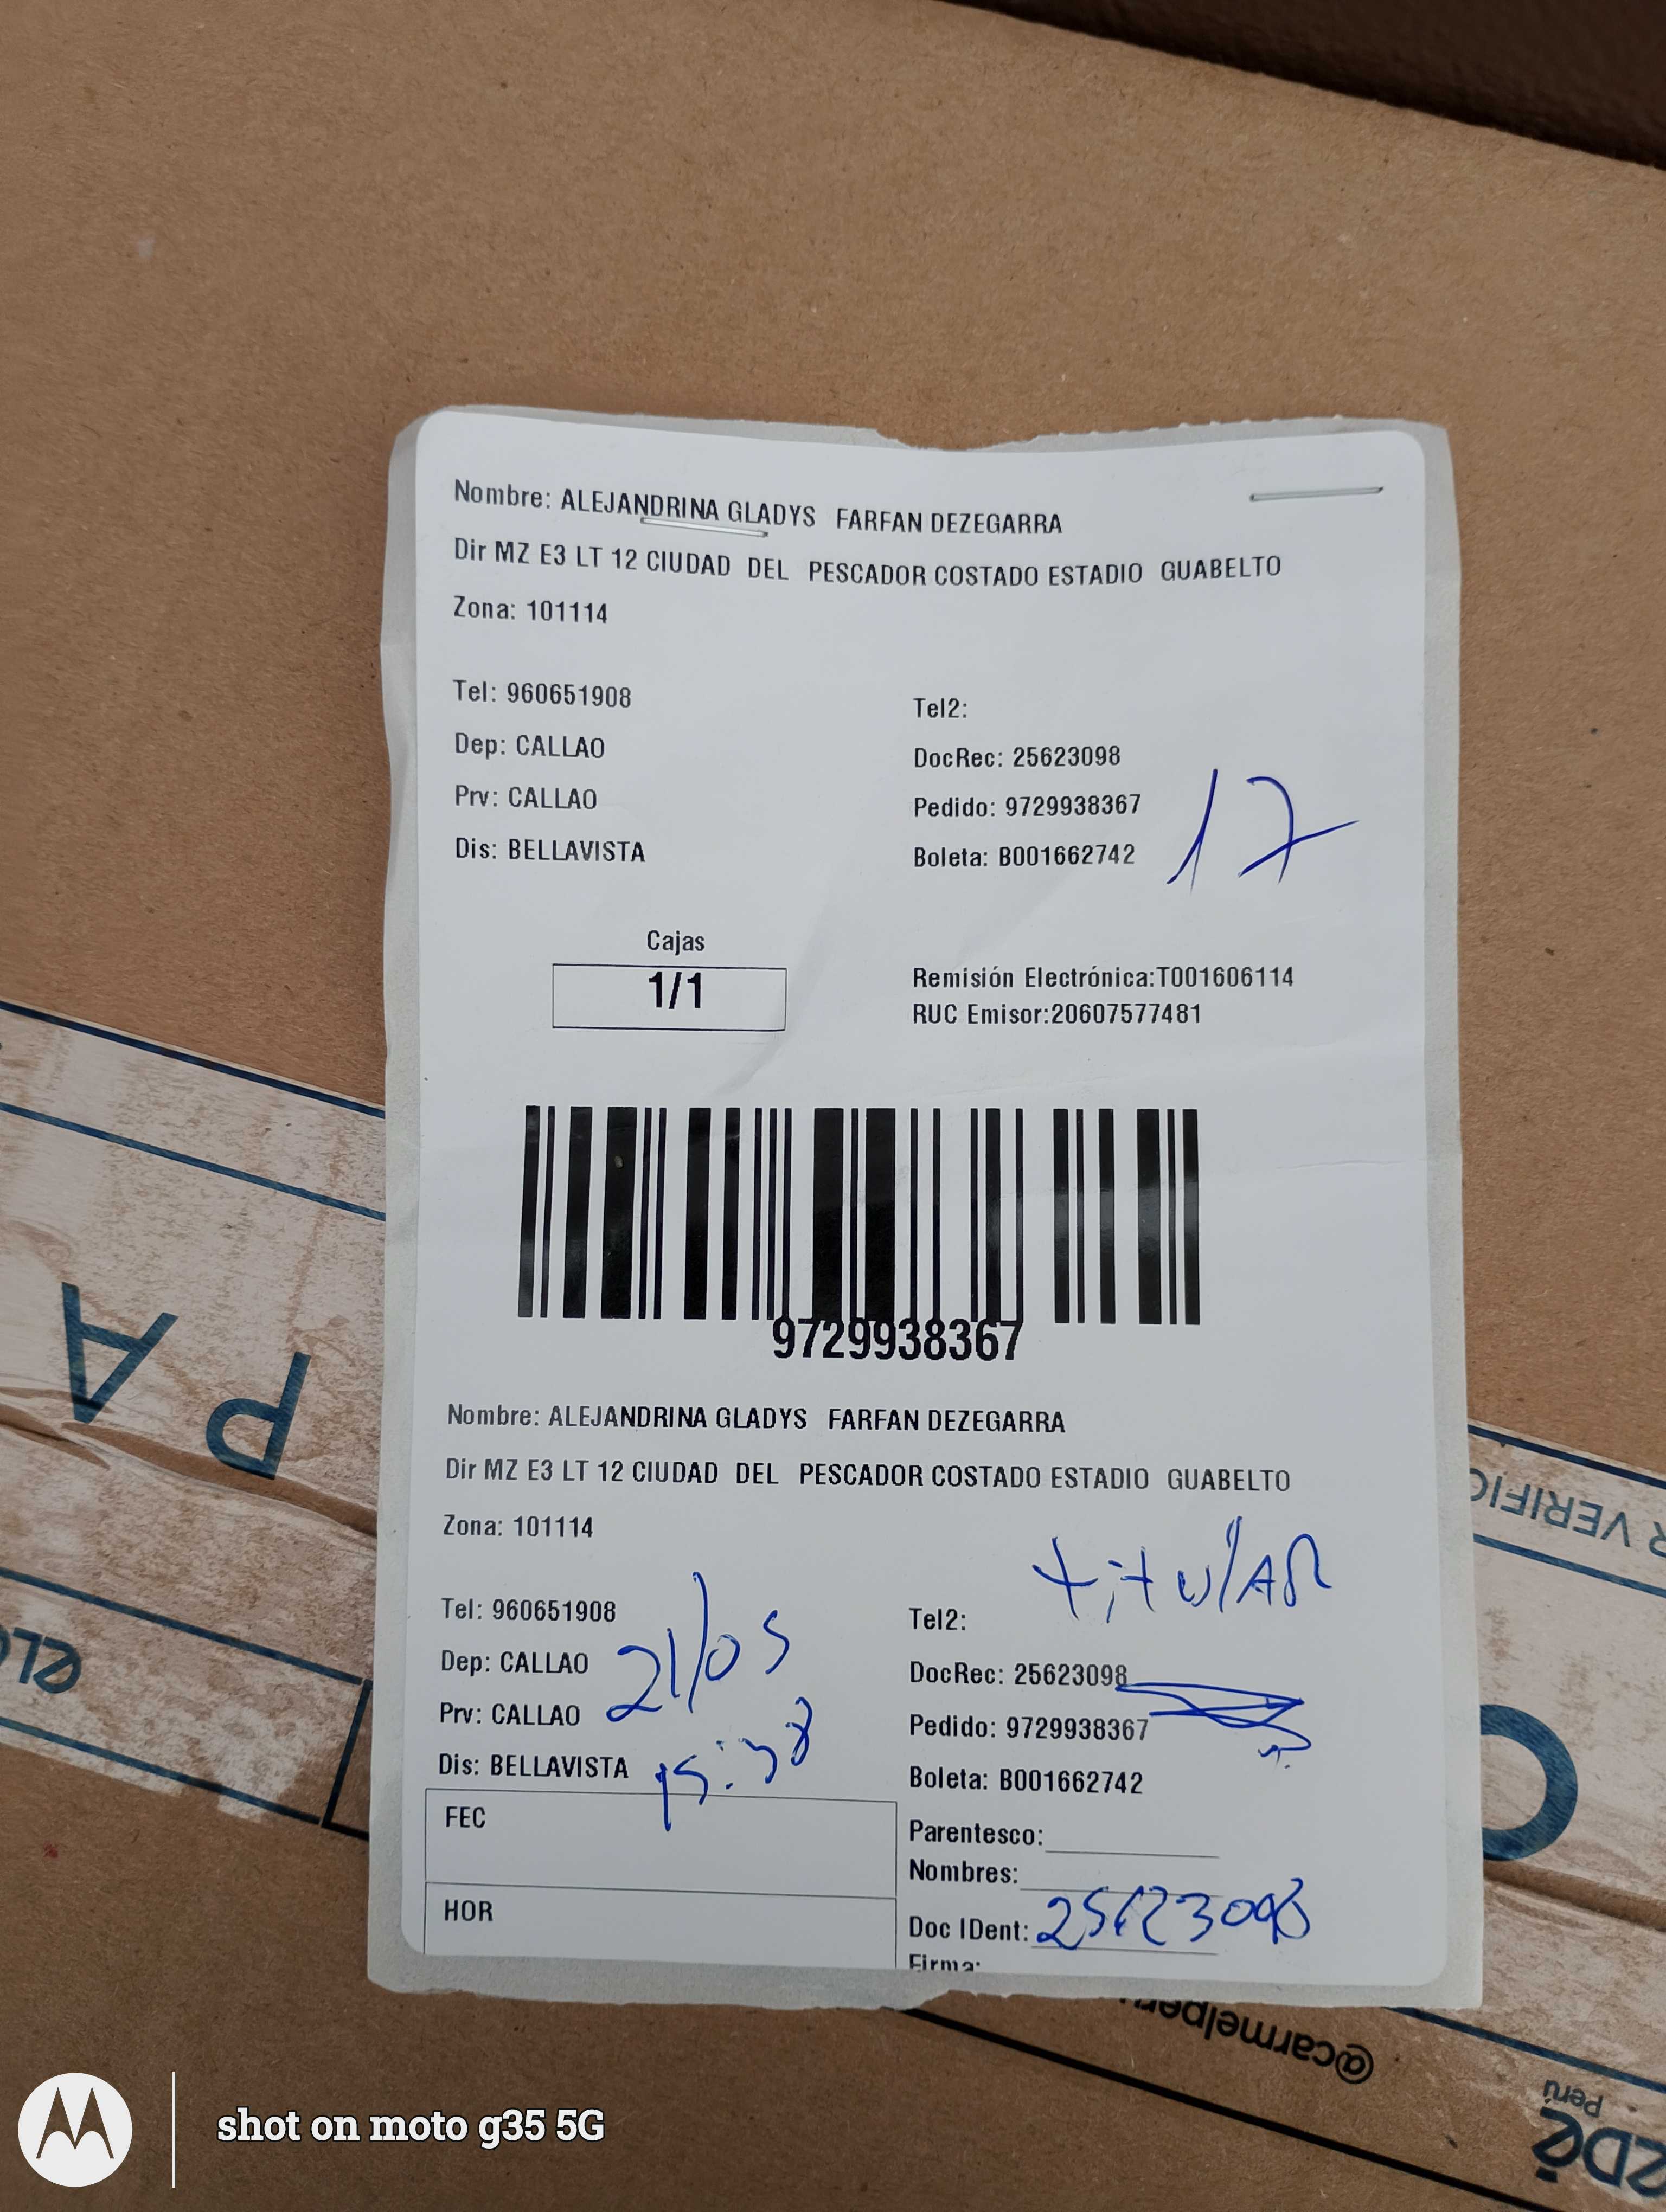 Nombre: ALEJANDRINA GLADYS FARFAN DEZEGARRA
Dir MZ E3 LT 12 CIUDAD DEL PESCADOR COSTADO ESTADIO GUABELTO
Zona: 101114
Tel: 960651908
Tel2:
Dep: CALLAO
DocRec: 25623098
Prv: CALLAO
Pedido: 9729938367
Dis: BELLAVISTA
Boleta: B001662742
17
Cajas
1/1
Remisión Electrónica:T001606114
RUC Emisor:20607577481
9729938367
Nombre: ALEJANDRINA GLADYS FARFAN DEZEGARRA
Dir MZ E3 LT 12 CIUDAD DEL PESCADOR COSTADO ESTADIO GUABELTO
Zona: 101114
titulAR
Tel: 960651908
Tel2:
Dep: CALLAO
21/05
DocRec: 25623098
Prv: CALLAO
Pedido: 9729938367
Dis: BELLAVISTA
Boleta: B001662742
FEC
Parentesco:
Nombres:
HOR
Doc IDent: 25623098
Firma:
PA
@carmelperu
Perú
shot on moto g35 5G